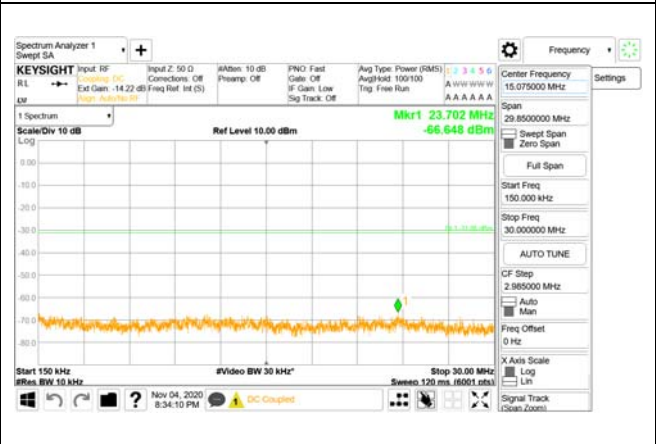 Spectrum Analyzer 1
Swept SA
+
Frequency
KEYSIGHT
RL
Input: RF
Coupling: DC
Ext Gain: -14.22 dB
Align: Auto/No RF
Input Z: 50 Ω
Corrections: Off
Freq Ref: Int (S)
#Atten: 10 dB
Preamp: Off
PNO: Fast
Gate: Off
IF Gain: Low
Sig Track: Off
Avg Type: Power (RMS)
Avg|Hold: 100/100
Trig: Free Run
1 2 3 4 5 6
A W W W W W
A A A A A A
1 Spectrum
Scale/Div 10 dB
Ref Level 10.00 dBm
Mkr1 23.702 MHz
-66.648 dBm
Log
0.00
-10.0
-20.0
-30.0
-40.0
-50.0
-60.0
-70.0
-80.0
1
Start 150 kHz
#Res BW 10 kHz
#Video BW 30 kHz*
Stop 30.00 MHz
Sweep 120 ms (6001 pts)
Nov 04, 2020
8:34:10 PM
DC Coupled
Center Frequency
15.075000 MHz
Settings
Span
29.8500000 MHz
Swept Span
Zero Span
Full Span
Start Freq
150.000 kHz
Stop Freq
30.000000 MHz
AUTO TUNE
CF Step
2.985000 MHz
Auto
Man
Freq Offset
0 Hz
X Axis Scale
Log
Lin
Signal Track
(Span Zoom)